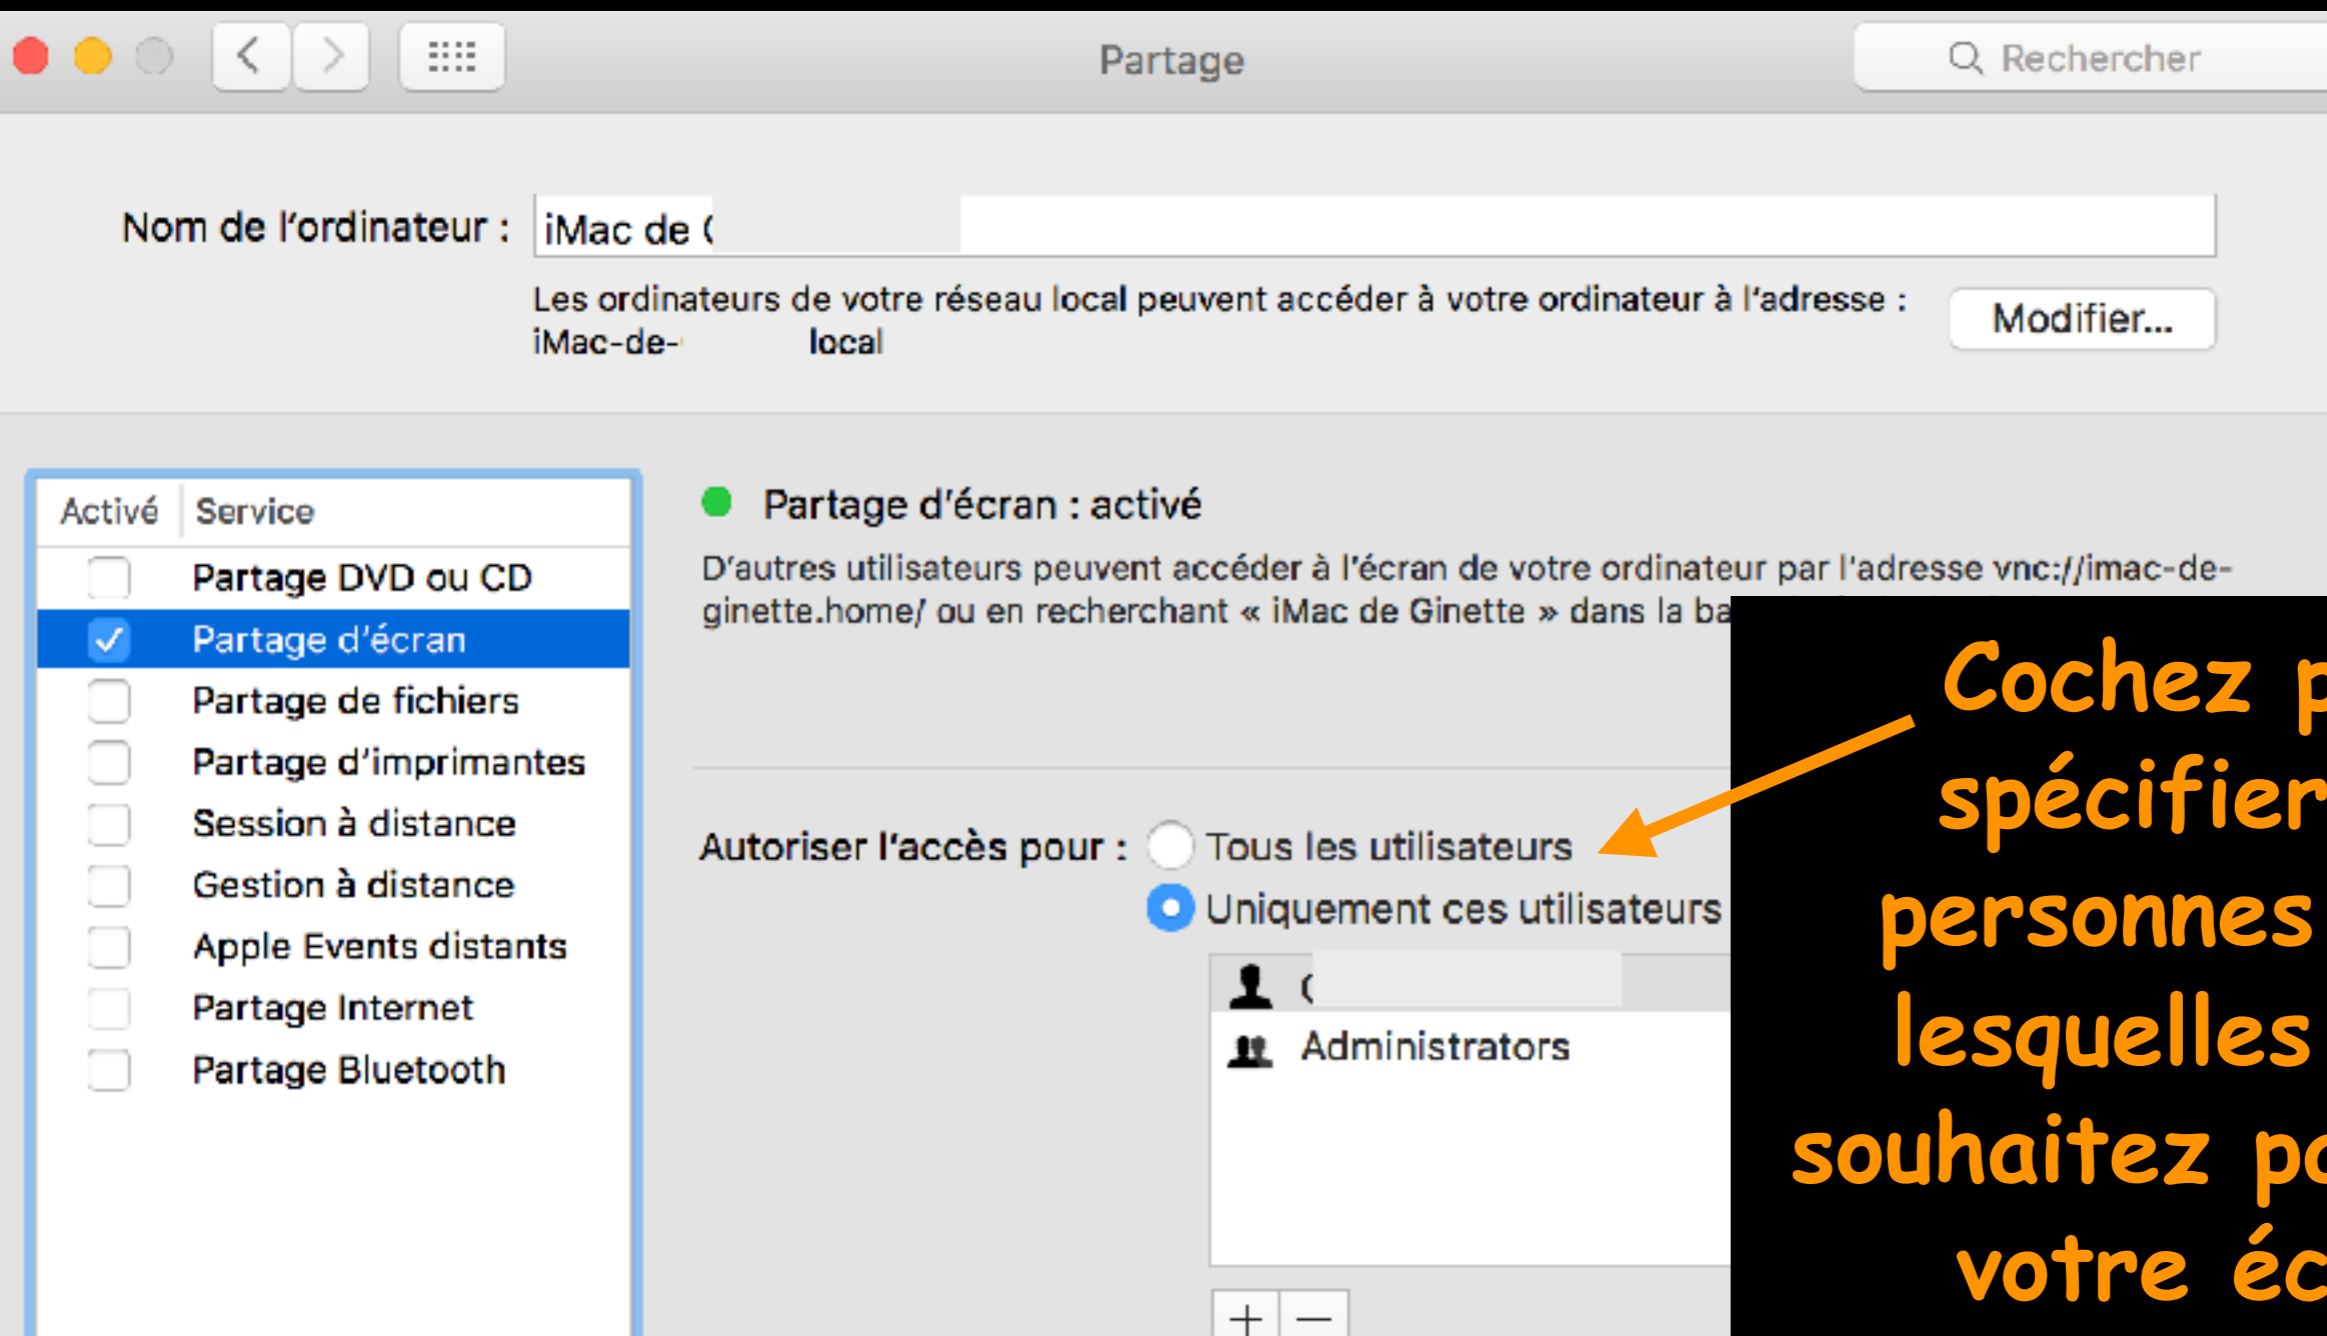 Partage
Rechercher
Nom de l'ordinateur : iMac de
Les ordinateurs de votre réseau local peuvent accéder à votre ordinateur à l'adresse :
iMac-de- local
Modifier...
Activé Service
Partage DVD ou CD
Partage d'écran
Partage de fichiers
Partage d'imprimantes
Session à distance
Gestion à distance
Apple Events distants
Partage Internet
Partage Bluetooth
Partage d'écran : activé
D'autres utilisateurs peuvent accéder à l'écran de votre ordinateur par l'adresse vnc://imac-de-
ginette.home/ ou en recherchant « iMac de Ginette » dans la
Autoriser l'accès pour : Tous les utilisateurs
Uniquement ces utilisateurs
Administrators
Cochez
spécifier
personnes
lesquelles
souhaitez
votre